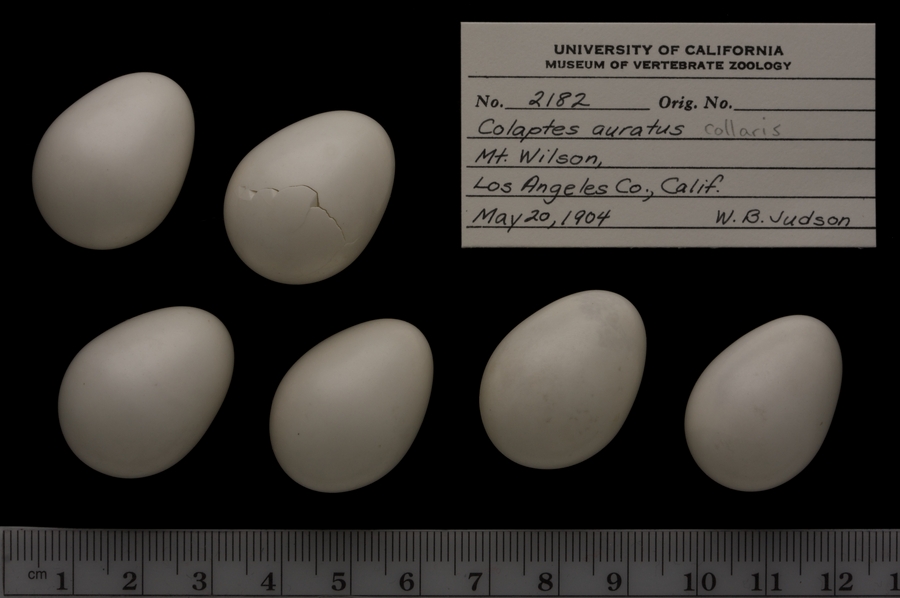 UNIVERSITY OF CALIFORNIA
MUSEUM OF VERTEBRATE ZOOLOGY
No. 2182 Orig. No.
Colaptes auratus collaris
Mt. Wilson,
Los Angeles Co., Calif.
May 20, 1904 W. B. Judson
cm 1 2 3 4 5 6 7 8 9 10 11 12 1